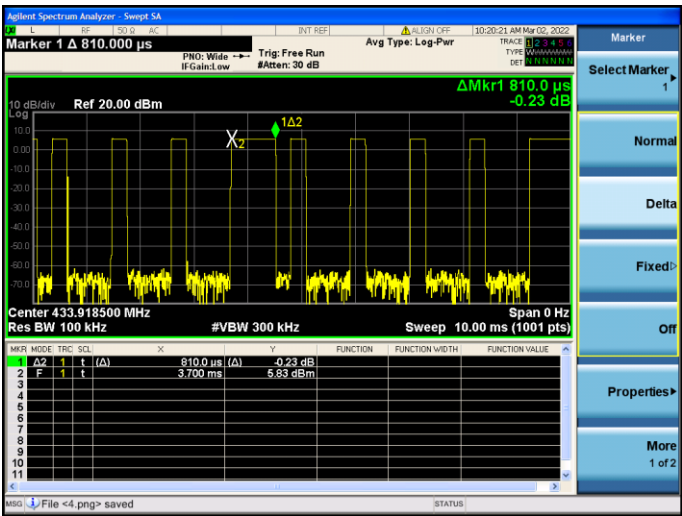 Agilent Spectrum Analyzer - Swept SA
L RF 50 Ω AC INT REF ALIGN OFF 10:20:21 AM Mar 02, 2022
Marker 1 Δ 810.000 µs
PNO: Wide
IFGain:Low
Trig: Free Run
#Atten: 30 dB
Avg Type: Log-Pwr
TRACE 1 2 3 4 5 6
TYPE
DET N N N N N N
ΔMkr1 810.0 µs
-0.23 dB
10 dB/div Ref 20.00 dBm
Log
10.0
0.00
-10.0
-20.0
-30.0
-40.0
-50.0
-60.0
-70.0
X2
1Δ2
Center 433.918500 MHz Span 0 Hz
Res BW 100 kHz #VBW 300 kHz Sweep 10.00 ms (1001 pts)
MKR MODE TRC SCL X Y FUNCTION FUNCTION WIDTH FUNCTION VALUE
1 Δ2 1 t (Δ) 810.0 µs (Δ) -0.23 dB
2 F 1 t 3.700 ms 5.83 dBm
3
4
5
6
7
8
9
10
11
MSG File <4.png> saved STATUS
Marker
Select Marker
1
Normal
Delta
Fixed
Off
Properties
More
1 of 2